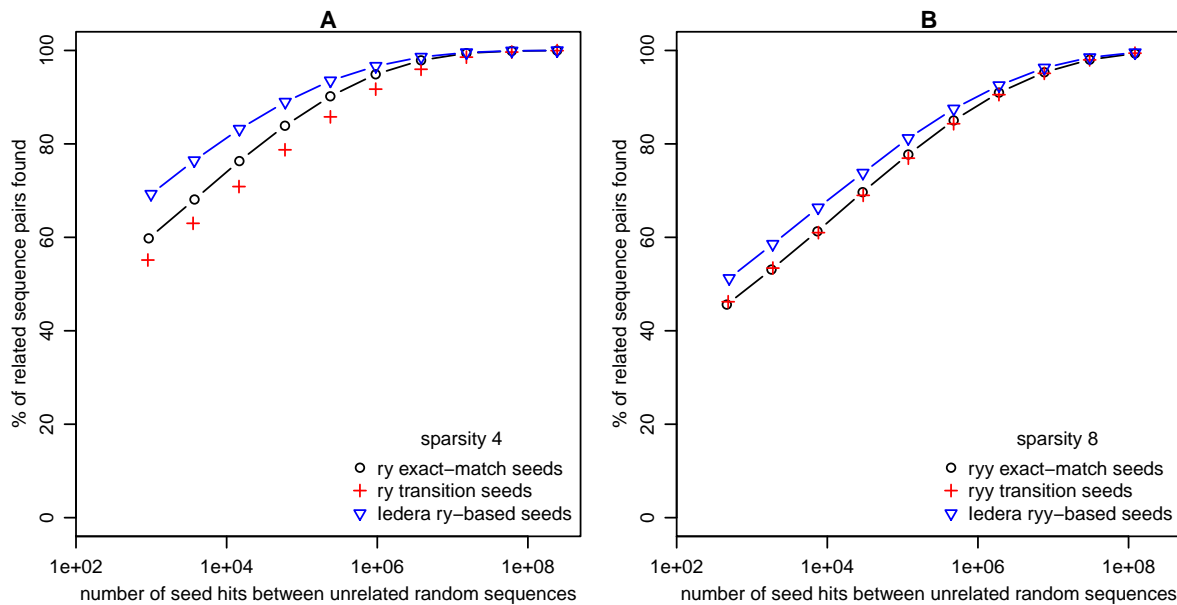 A
% of related sequence pairs found
100
80
60
40
20
0
sparsity 4
ry exact−match seeds
ry transition seeds
Iedera ry−based seeds
1e+02 1e+04 1e+06 1e+08
number of seed hits between unrelated random sequences
B
% of related sequence pairs found
100
80
60
40
20
0
sparsity 8
ryy exact−match seeds
ryy transition seeds
Iedera ryy−based seeds
1e+02 1e+04 1e+06 1e+08
number of seed hits between unrelated random sequences